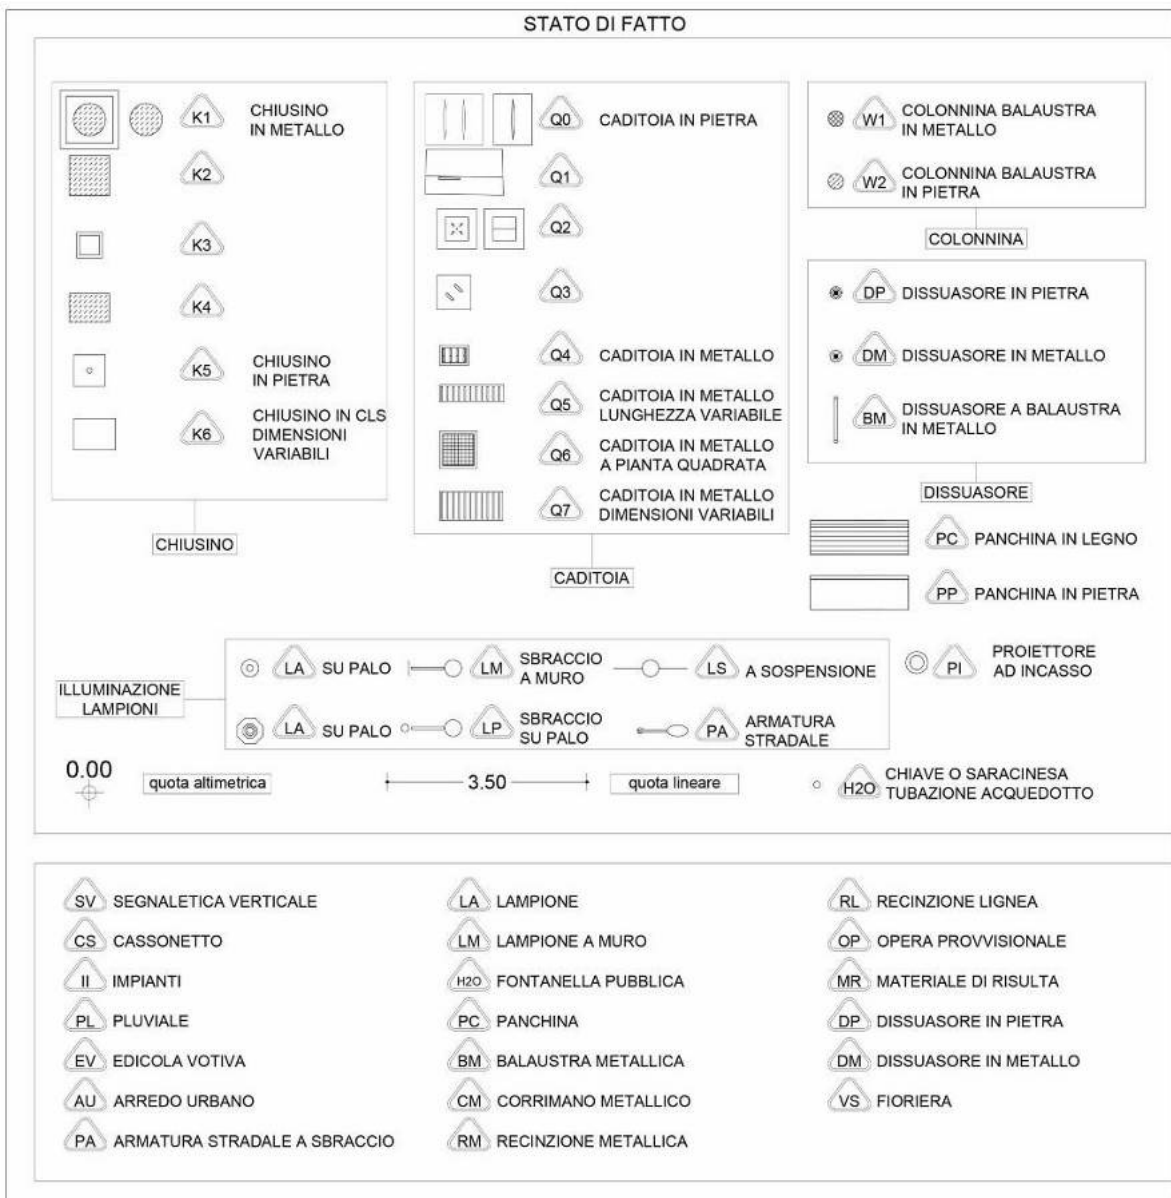 STATO DI FATTO
K1 CHIUSINO
IN METALLO
K2
K3
K4
K5 CHIUSINO
IN PIETRA
K6 CHIUSINO IN CLS
DIMENSIONI
VARIABILI
CHIUSINO
Q0 CADITOIA IN PIETRA
Q1
Q2
Q3
Q4 CADITOIA IN METALLO
Q5 CADITOIA IN METALLO
LUNGHEZZA VARIABILE
Q6 CADITOIA IN METALLO
A PIANTA QUADRATA
Q7 CADITOIA IN METALLO
DIMENSIONI VARIABILI
CADITOIA
W1 COLONNINA BALAUSTRA
IN METALLO
W2 COLONNINA BALAUSTRA
IN PIETRA
COLONNINA
DP DISSUASORE IN PIETRA
DM DISSUASORE IN METALLO
BM DISSUASORE A BALAUSTRA
IN METALLO
DISSUASORE
PC PANCHINA IN LEGNO
PP PANCHINA IN PIETRA
ILLUMINAZIONE
LAMPIONI
LA SU PALO
LM SBRACCIO
A MURO
LS A SOSPENSIONE
PI PROIETTORE
AD INCASSO
LA SU PALO
LP SBRACCIO
SU PALO
PA ARMATURA
STRADALE
0.00
quota altimetrica
3.50
quota lineare
H2O CHIAVE O SARACINESA
TUBAZIONE ACQUEDOTTO
SV SEGNALETICA VERTICALE
CS CASSONETTO
II IMPIANTI
PL PLUVIALE
EV EDICOLA VOTIVA
AU ARREDO URBANO
PA ARMATURA STRADALE A SBRACCIO
LA LAMPIONE
LM LAMPIONE A MURO
H2O FONTANELLA PUBBLICA
PC PANCHINA
BM BALAUSTRA METALLICA
CM CORRIMANO METALLICO
RM RECINZIONE METALLICA
RL RECINZIONE LIGNEA
OP OPERA PROVVISIONALE
MR MATERIALE DI RISULTA
DP DISSUASORE IN PIETRA
DM DISSUASORE IN METALLO
VS FIORIERA